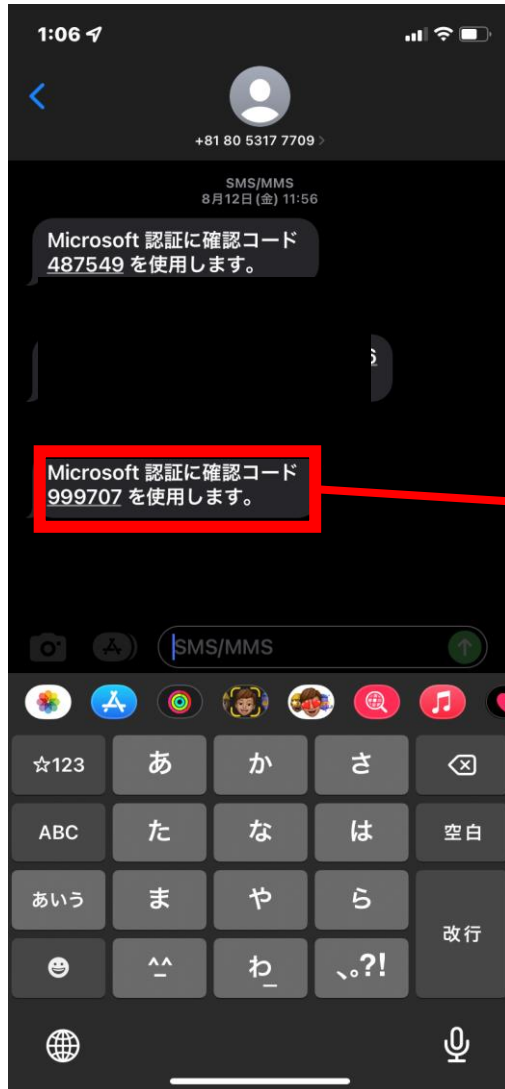 1:06
+81 80 5317 7709
SMS/MMS
8月12日(金) 11:56
Microsoft 認証に確認コード
487549 を使用します。
Microsoft 認証に確認コード
999707 を使用します。
SMS/MMS
☆123 あ か さ
ABC た な は 空白
あいう ま や ら
改行
^^ わ 、。?!